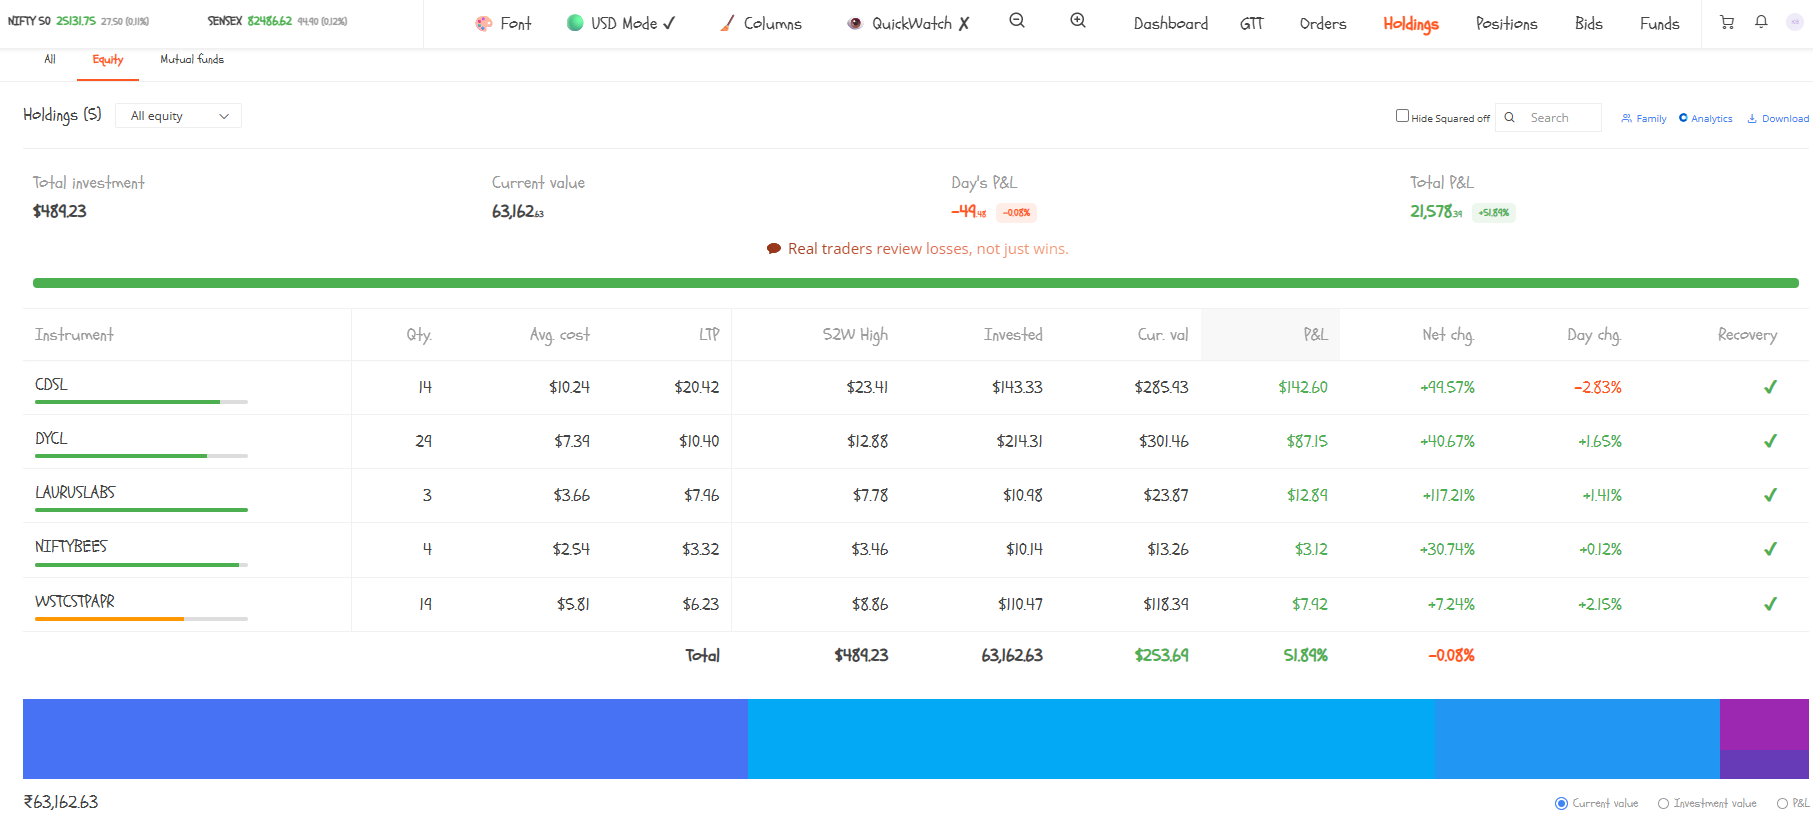 NIFTY 50 25131.75 27.50 (0.11%) SENSEX 82486.62 94.90 (0.12%) Font USD Mode ✓ Columns QuickWatch ✗ Dashboard GTT Orders Holdings Positions Bids Funds
All Equity Mutual funds
Holdings (5) All equity Hide Squared off Search Family Analytics Download
Total investment Current value Day's P&L Total P&L
$489.23 63,162.63 -49.48 -0.08% 21,578.39 +51.89%
Real traders review losses, not just wins.
Instrument Qty. Avg. cost LTP 52W High Invested Cur. val P&L Net chg. Day chg. Recovery
CDSL 14 $10.24 $20.42 $23.41 $143.33 $285.93 $142.60 +99.57% -2.83% ✓
DYCL 29 $7.39 $10.40 $12.88 $214.31 $301.46 $87.15 +40.67% +1.65% ✓
LAURUSLABS 3 $3.66 $7.96 $7.78 $10.98 $23.87 $12.89 +117.21% +1.41% ✓
NIFTYBEES 4 $2.54 $3.32 $3.46 $10.14 $13.26 $3.12 +30.74% +0.12% ✓
WSTCSTPAPR 19 $5.81 $6.23 $8.86 $110.47 $118.39 $7.92 +7.24% +2.15% ✓
Total $489.23 63,162.63 $253.69 51.89% -0.08%
₹63,162.63 Current value Investment value P&L